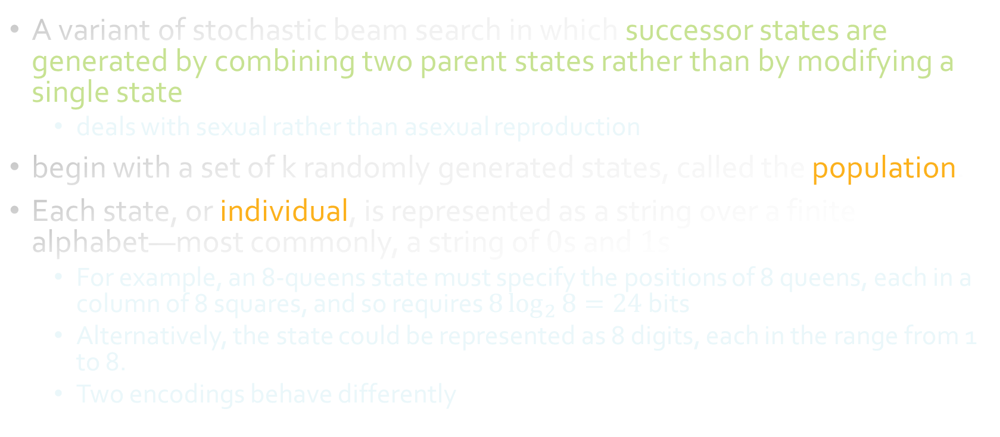 • A variant of stochastic beam search in which successor states are
generated by combining two parent states rather than by modifying a
single state
• deals with sexual rather than asexual reproduction
• begin with a set of k randomly generated states, called the population
• Each state, or individual, is represented as a string over a finite
alphabet—most commonly, a string of 0s and 1s
• For example, an 8-queens state must specify the positions of 8 queens, each in a
column of 8 squares, and so requires 8 log₂ 8 = 24 bits
• Alternatively, the state could be represented as 8 digits, each in the range from 1
to 8.
• Two encodings behave differently